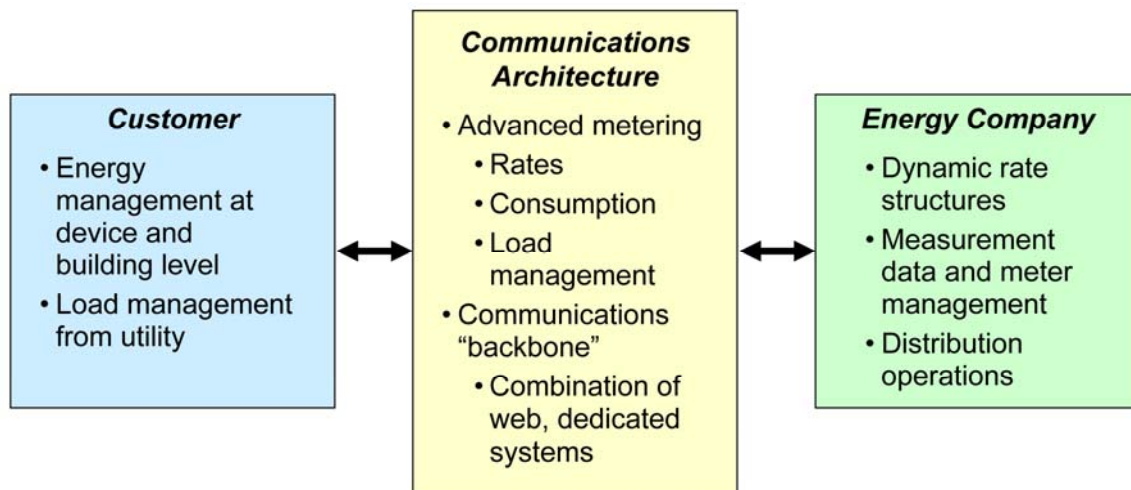 Customer
• Energy
management at
device and
building level
• Load management
from utility
Communications
Architecture
• Advanced metering
• Rates
• Consumption
• Load
management
• Communications
“backbone”
• Combination of
web, dedicated
systems
Energy Company
• Dynamic rate
structures
• Measurement
data and meter
management
• Distribution
operations